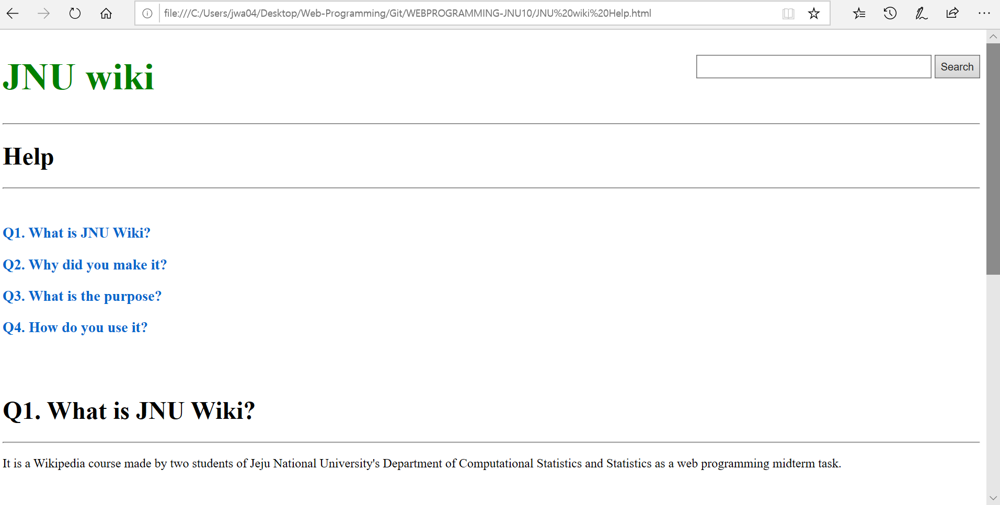 file:///C:/Users/jwa04/Desktop/Web-Programming/Git/WEBPROGRAMMING-JNU10/JNU%20wiki%20Help.html
JNU wiki
Search
Help
Q1. What is JNU Wiki?
Q2. Why did you make it?
Q3. What is the purpose?
Q4. How do you use it?
Q1. What is JNU Wiki?
It is a Wikipedia course made by two students of Jeju National University's Department of Computational Statistics and Statistics as a web programming midterm task.